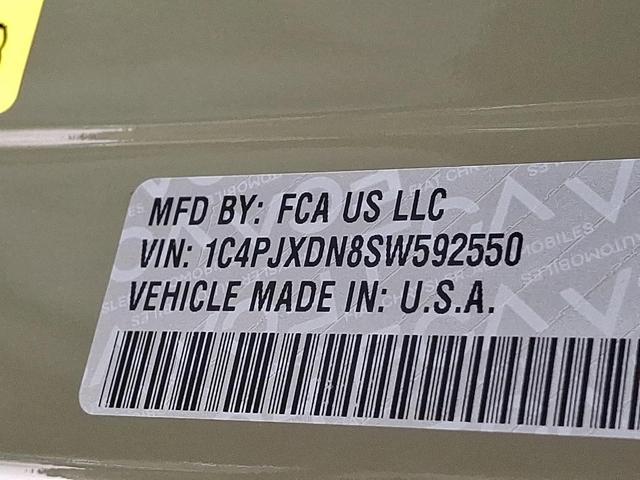 MFD BY: FCA US LLC
VIN: 1C4PJXDN8SW592550
VEHICLE MADE IN: U.S.A.